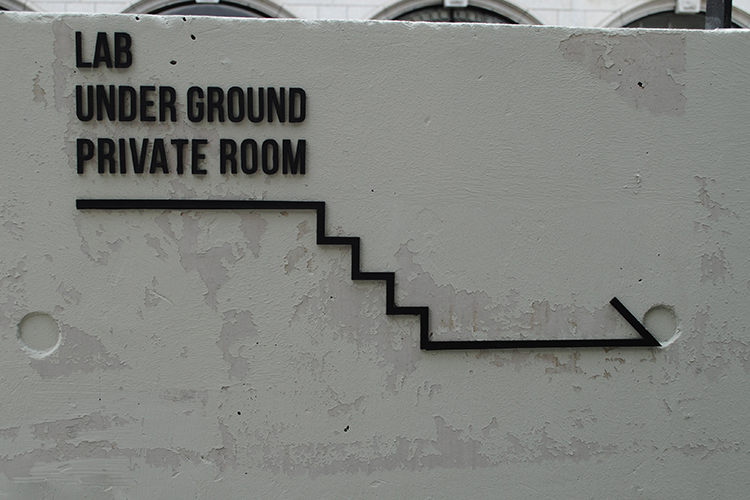 LAB
UNDER GROUND
PRIVATE ROOM